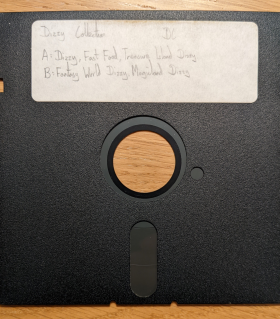 Dizzy Collection DC
A = Dizzy, Fast Food, Treasure Island Dizzy
B = Fantasy World Dizzy, Magicland Dizzy